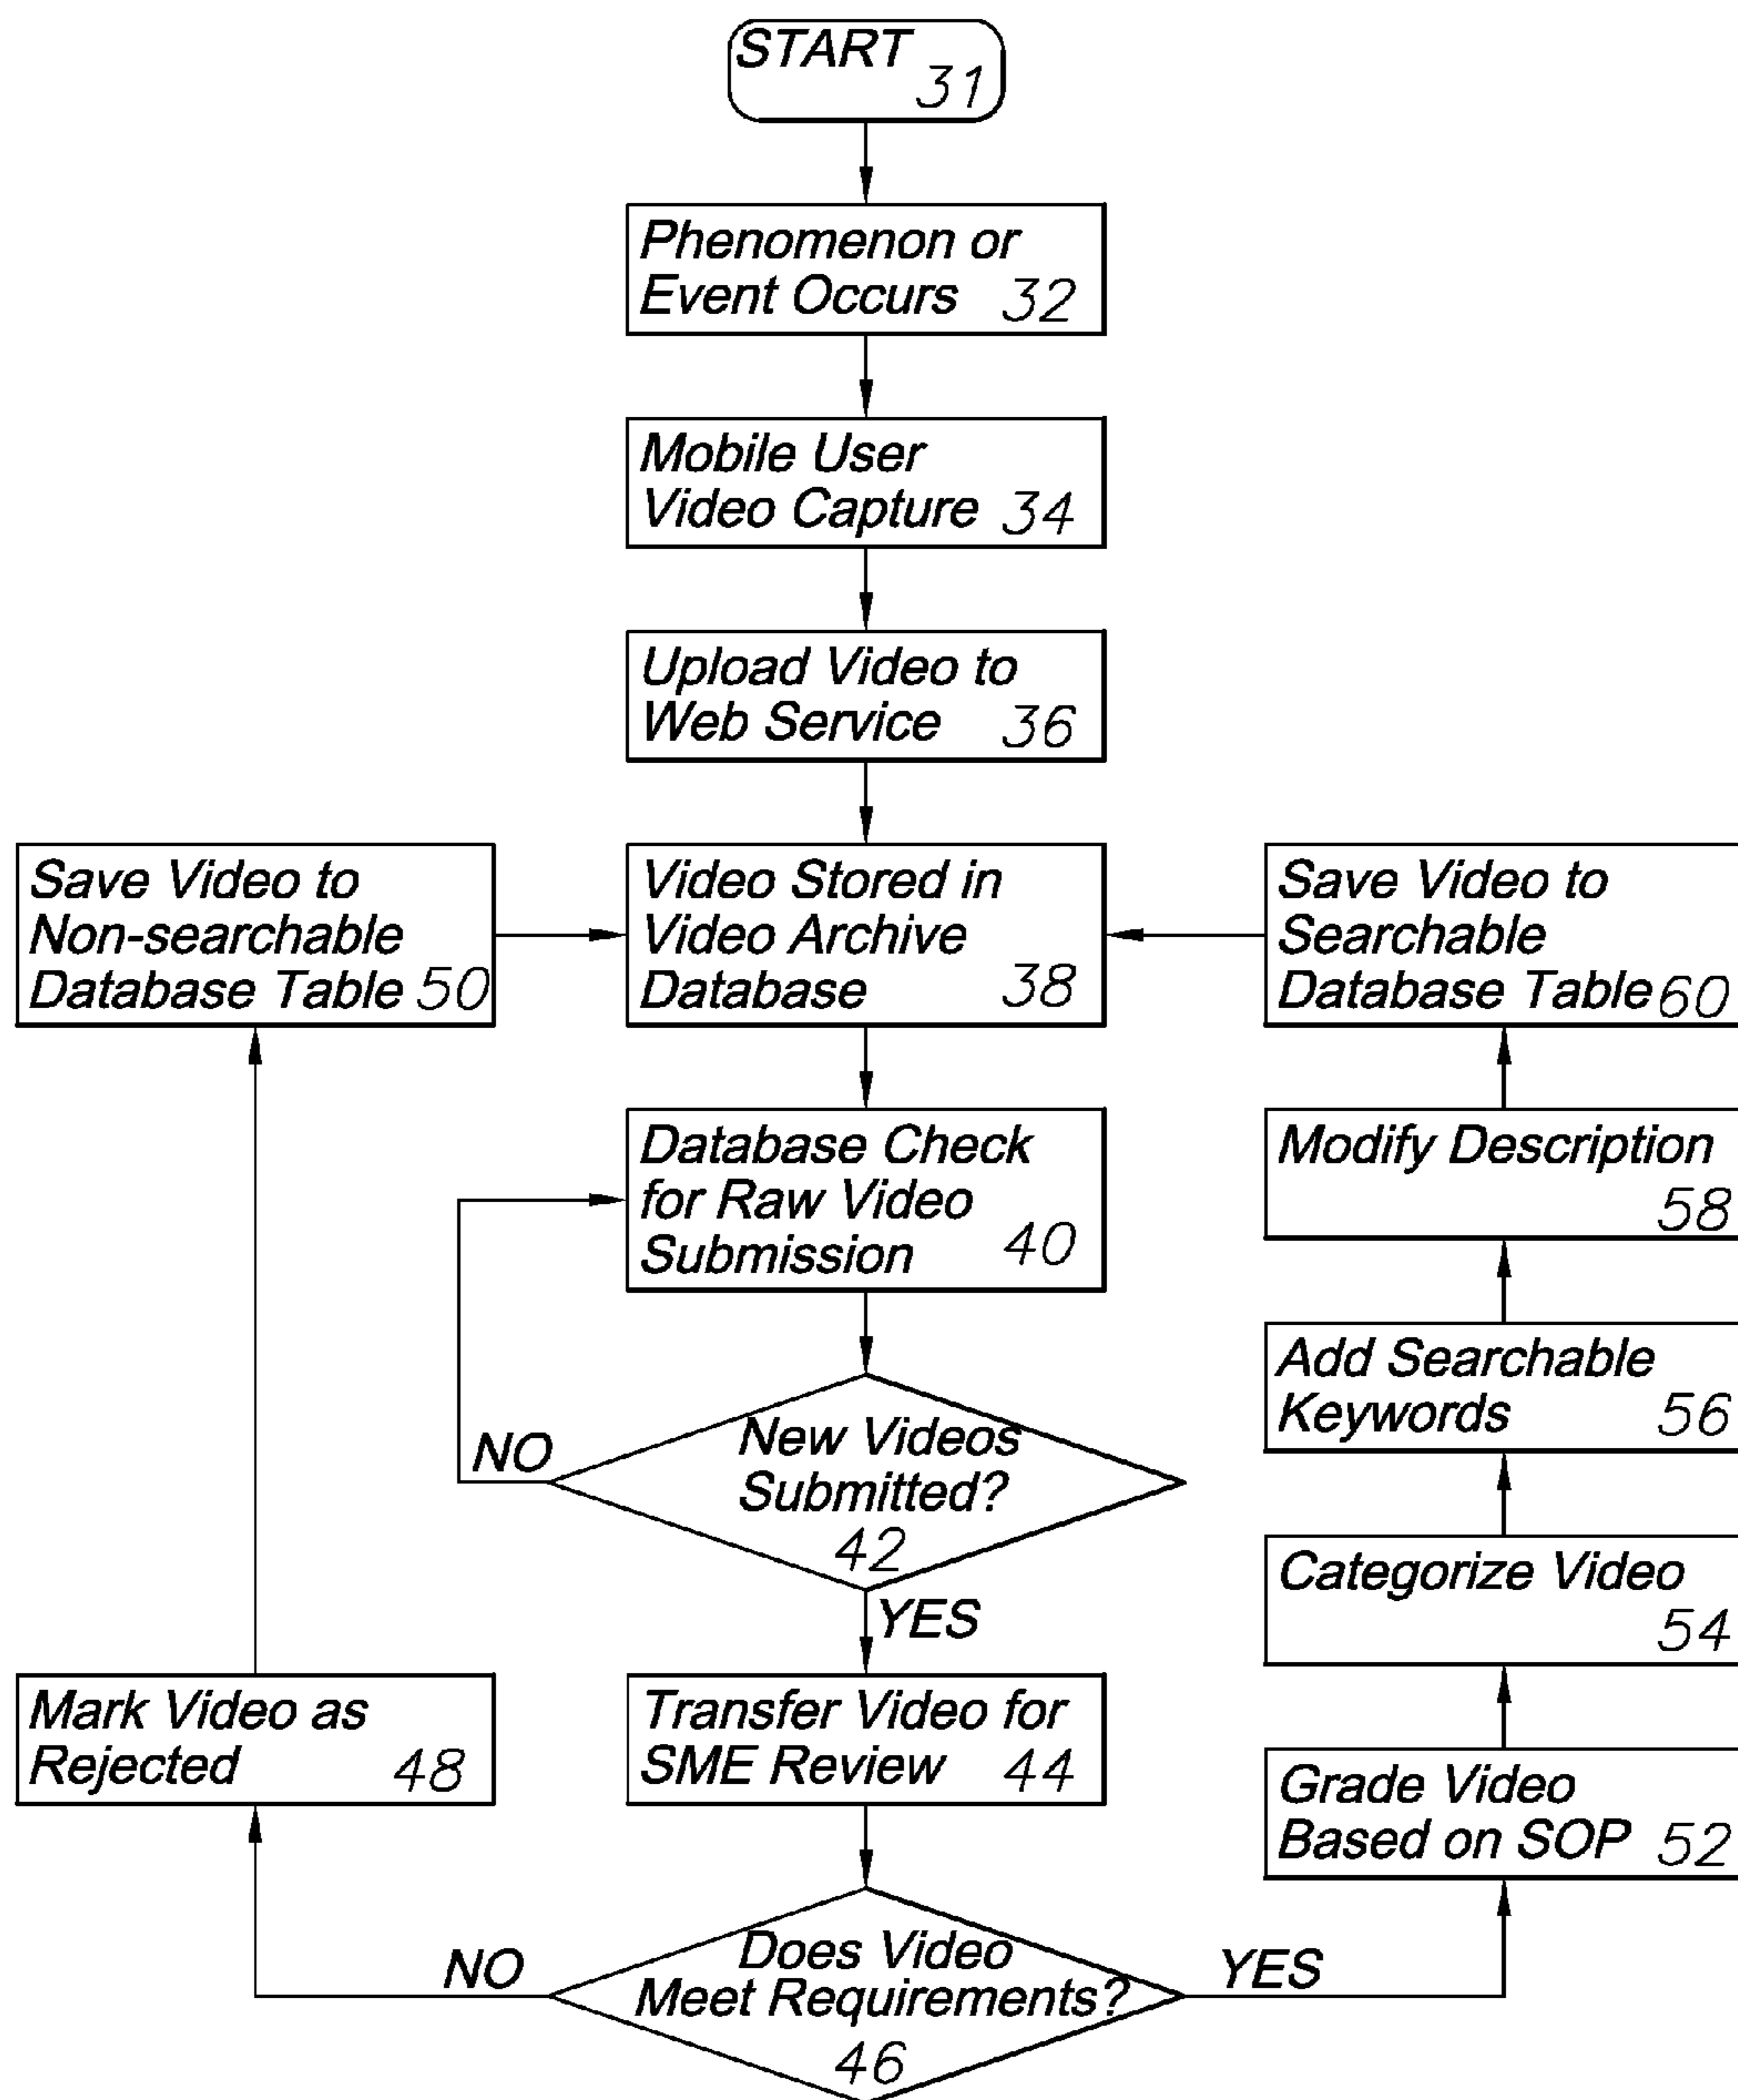 START
31
Phenomenon or
Event Occurs 32
Mobile User
Video Capture 34
Upload Video to
Web Service 36
Save Video to
Non-searchable
Database Table 50
Video Stored in
Video Archive
Database 38
Save Video to
Searchable
Database Table 60
Database Check
for Raw Video
Submission 40
Modify Description
58
Add Searchable
Keywords 56
New Videos
Submitted?
42
NO
YES
Categorize Video
54
Mark Video as
Rejected 48
Transfer Video for
SME Review 44
Grade Video
Based on SOP 52
NO
Does Video
Meet Requirements?
46
YES